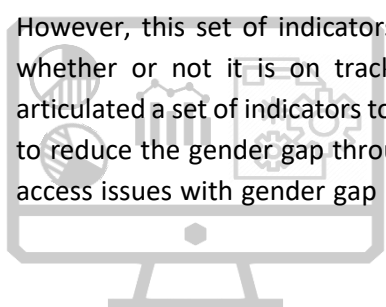 However, this set of indicators
whether or not it is on track
articulated a set of indicators to
to reduce the gender gap throu
access issues with gender gap